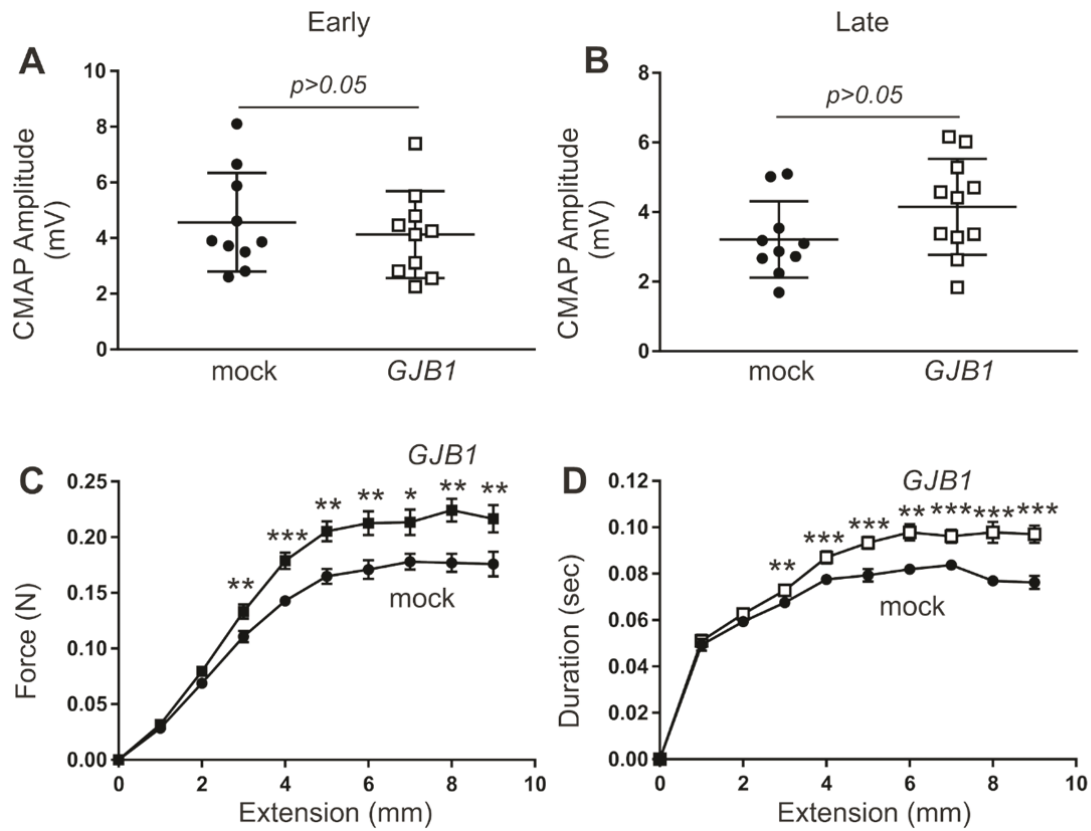 Early
Late
A
B
10
8
6
4
2
0
CMAP Amplitude
(mV)
p>0.05
mock
GJB1
8
6
4
2
0
CMAP Amplitude
(mV)
p>0.05
mock
GJB1
C
D
0.25
0.20
0.15
0.10
0.05
0.00
Force (N)
GJB1
** *** ** ** * ** **
mock
0 2 4 6 8 10
Extension (mm)
0.12
0.10
0.08
0.06
0.04
0.02
0.00
Duration (sec)
GJB1
** *** *** ** *** *** ***
mock
0 2 4 6 8 10
Extension (mm)